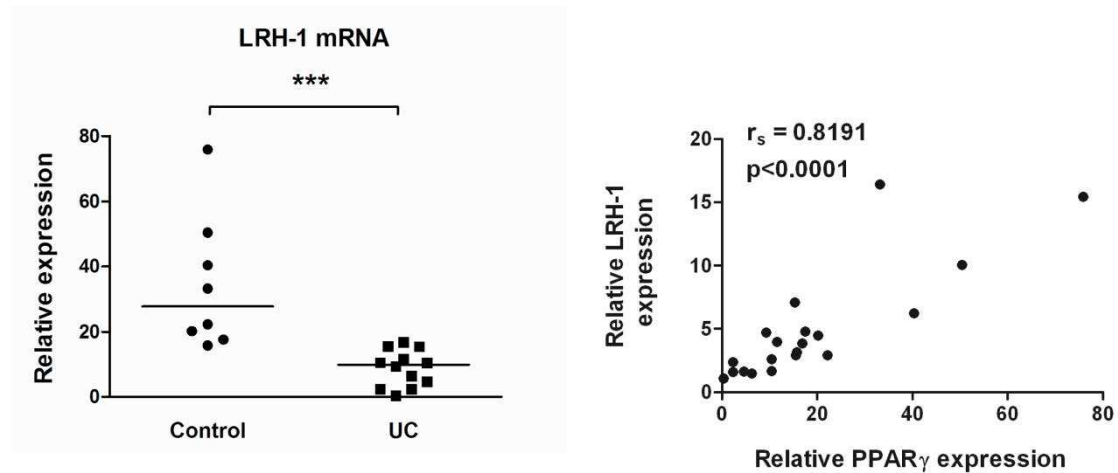 LRH-1 mRNA
***
80
60
40
20
0
Relative expression
Control
UC
r_s = 0.8191
p<0.0001
20
15
10
5
0
Relative LRH-1
expression
0
20
40
60
80
Relative PPARγ expression